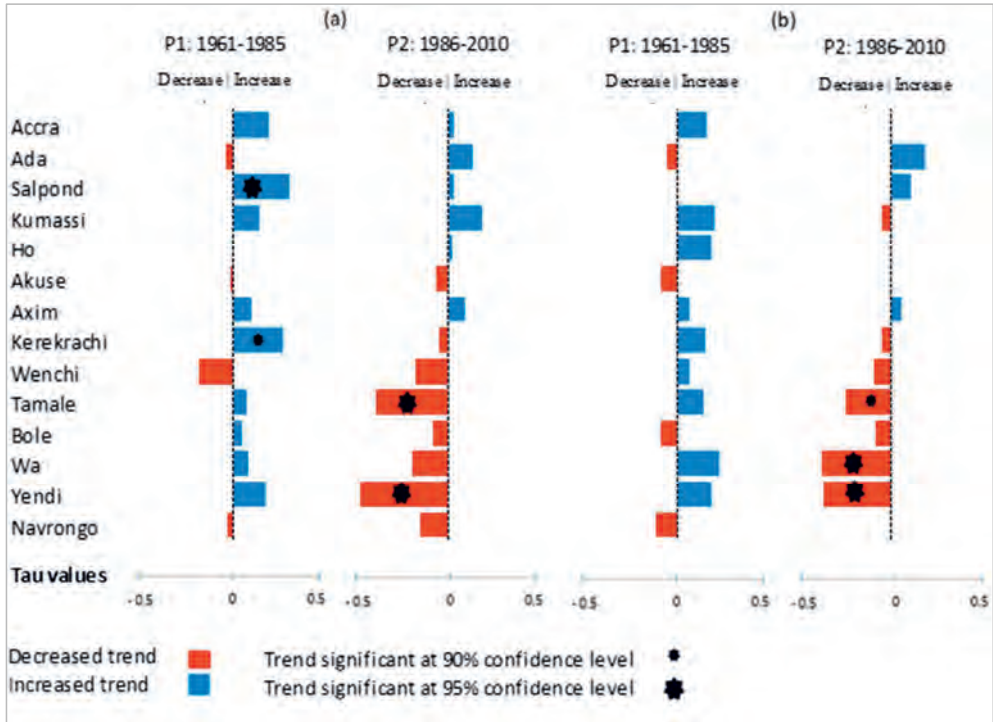 (a) (b)
P1: 1961-1985 P2: 1986-2010 P1: 1961-1985 P2: 1986-2010
Decrease | Increase Decrease | Increase Decrease | Increase Decrease | Increase
Accra
Ada
Salpond
Kumassi
Ho
Akuse
Axim
Kerekrachi
Wenchi
Tamale
Bole
Wa
Yendi
Navrongo
Tau values
-0.5 0 0.5 -0.5 0 0.5 -0.5 0 0.5 -0.5 0 0.5
Decreased trend Trend significant at 90% confidence level
Increased trend Trend significant at 95% confidence level